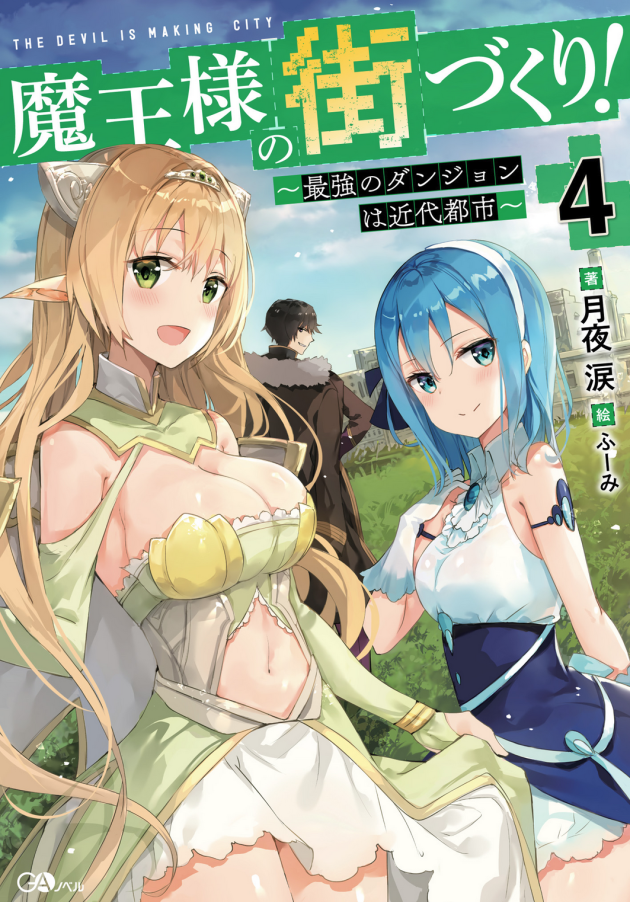 THE DEVIL IS MAKING CITY
魔王様の街づくり!
～最強のダンジョン
は近代都市～
4
著 月夜 涙
絵 ふーみ
GAノベル